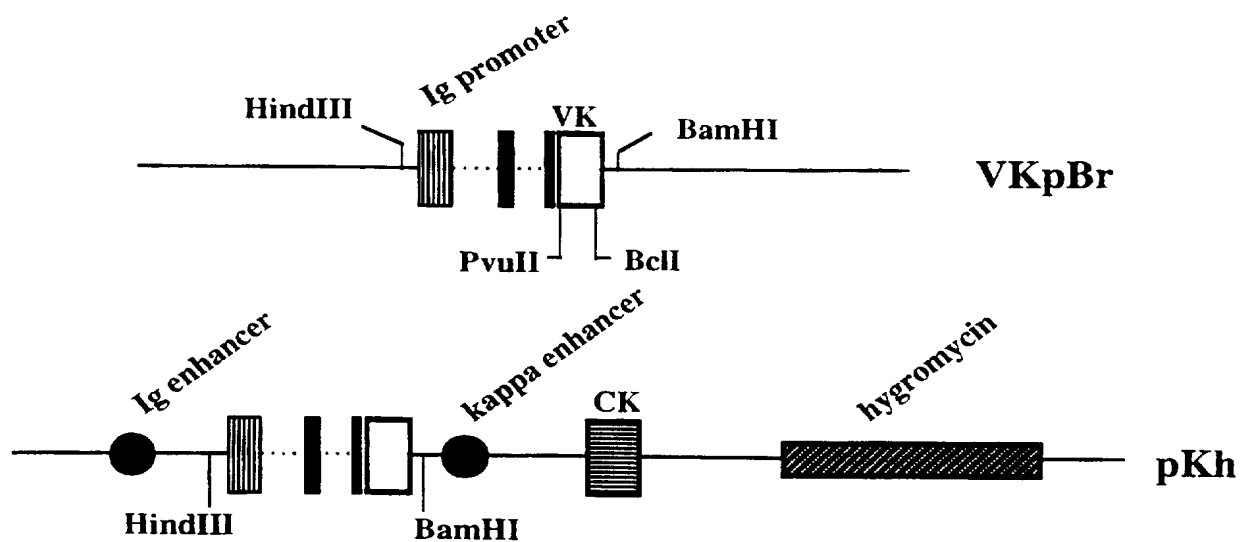 Ig promoter
HindIII
VK
BamHI
VKpBr
PvuII
BclI
Ig enhancer
kappa enhancer
CK
hygromycin
pKh
HindIII
BamHI